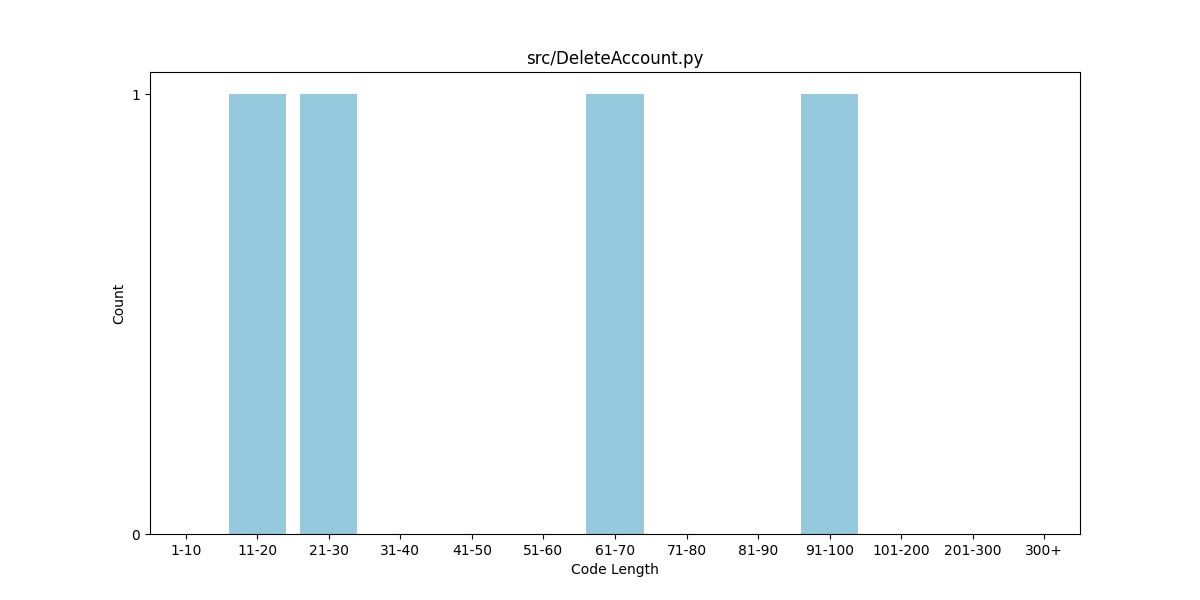 src/DeleteAccount.py
1
0
Count
1-10 11-20 21-30 31-40 41-50 51-60 61-70 71-80 81-90 91-100 101-200 201-300 300+
Code Length